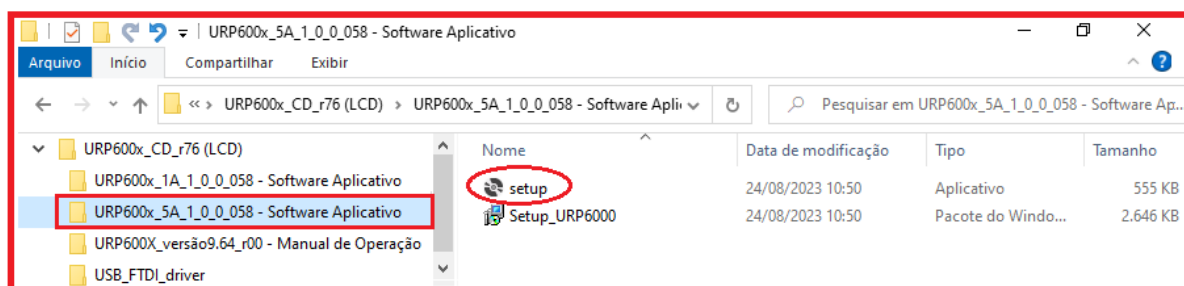 URP600x_5A_1_0_0_058 - Software Aplicativo
Arquivo Início Compartilhar Exibir
« › URP600x_CD_r76 (LCD) › URP600x_5A_1_0_0_058 - Software Apli
Pesquisar em URP600x_5A_1_0_0_058 - Software Ap...
URP600x_CD_r76 (LCD)
URP600x_1A_1_0_0_058 - Software Aplicativo
URP600x_5A_1_0_0_058 - Software Aplicativo
URP600X_versão9.64_r00 - Manual de Operação
USB_FTDI_driver
Nome Data de modificação Tipo Tamanho
setup 24/08/2023 10:50 Aplicativo 555 KB
Setup_URP6000 24/08/2023 10:50 Pacote do Windo... 2.646 KB